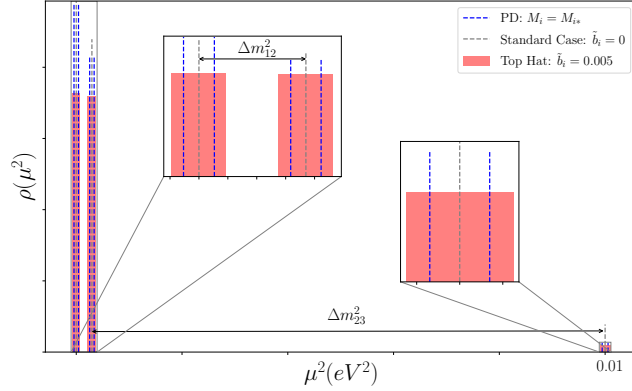 PD: $M_i = M_{i*}$
Standard Case: $\tilde{b}_i = 0$
Top Hat: $\tilde{b}_i = 0.005$
$\Delta m^2_{12}$
$\rho(\mu^2)$
$\Delta m^2_{23}$
0.01
$\mu^2(eV^2)$